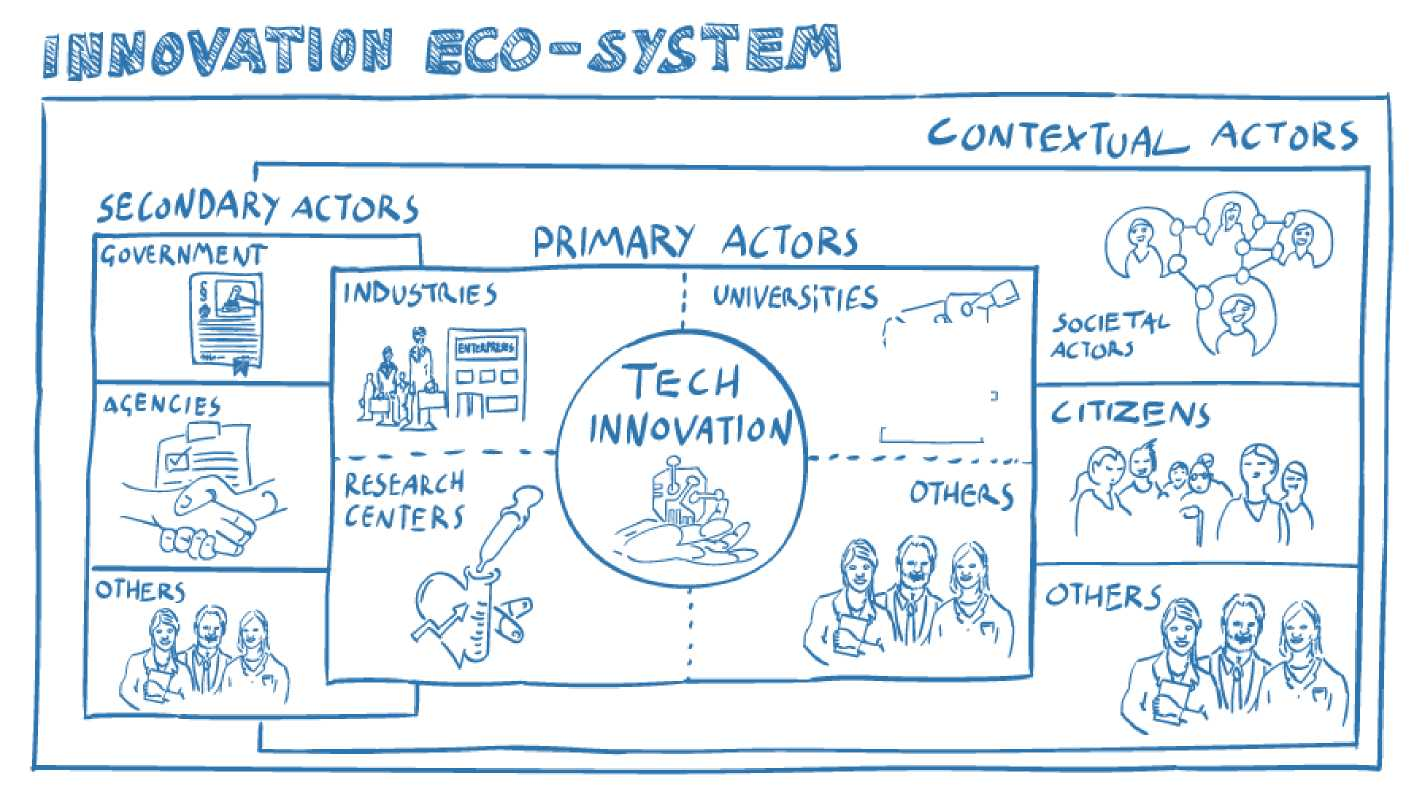 INNOVATION ECO-SYSTEM
CONTEXTUAL ACTORS
SECONDARY ACTORS
GOVERNMENT
§
AGENCIES
OTHERS
PRIMARY ACTORS
INDUSTRIES
ENTERPRISES
UNIVERSITIES
TECH
INNOVATION
RESEARCH
CENTERS
OTHERS
SOCIETAL
ACTORS
CITIZENS
OTHERS